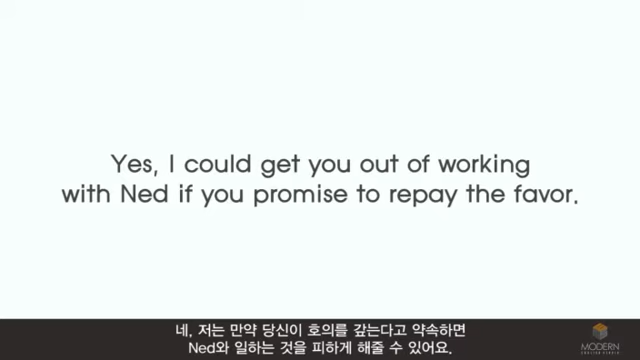 Yes, I could get you out of working
with Ned if you promise to repay the favor.
네, 저는 만약 당신이 호의를 갚는다고 약속하면
Ned와 일하는 것을 피하게 해줄 수 있어요.
MODERN